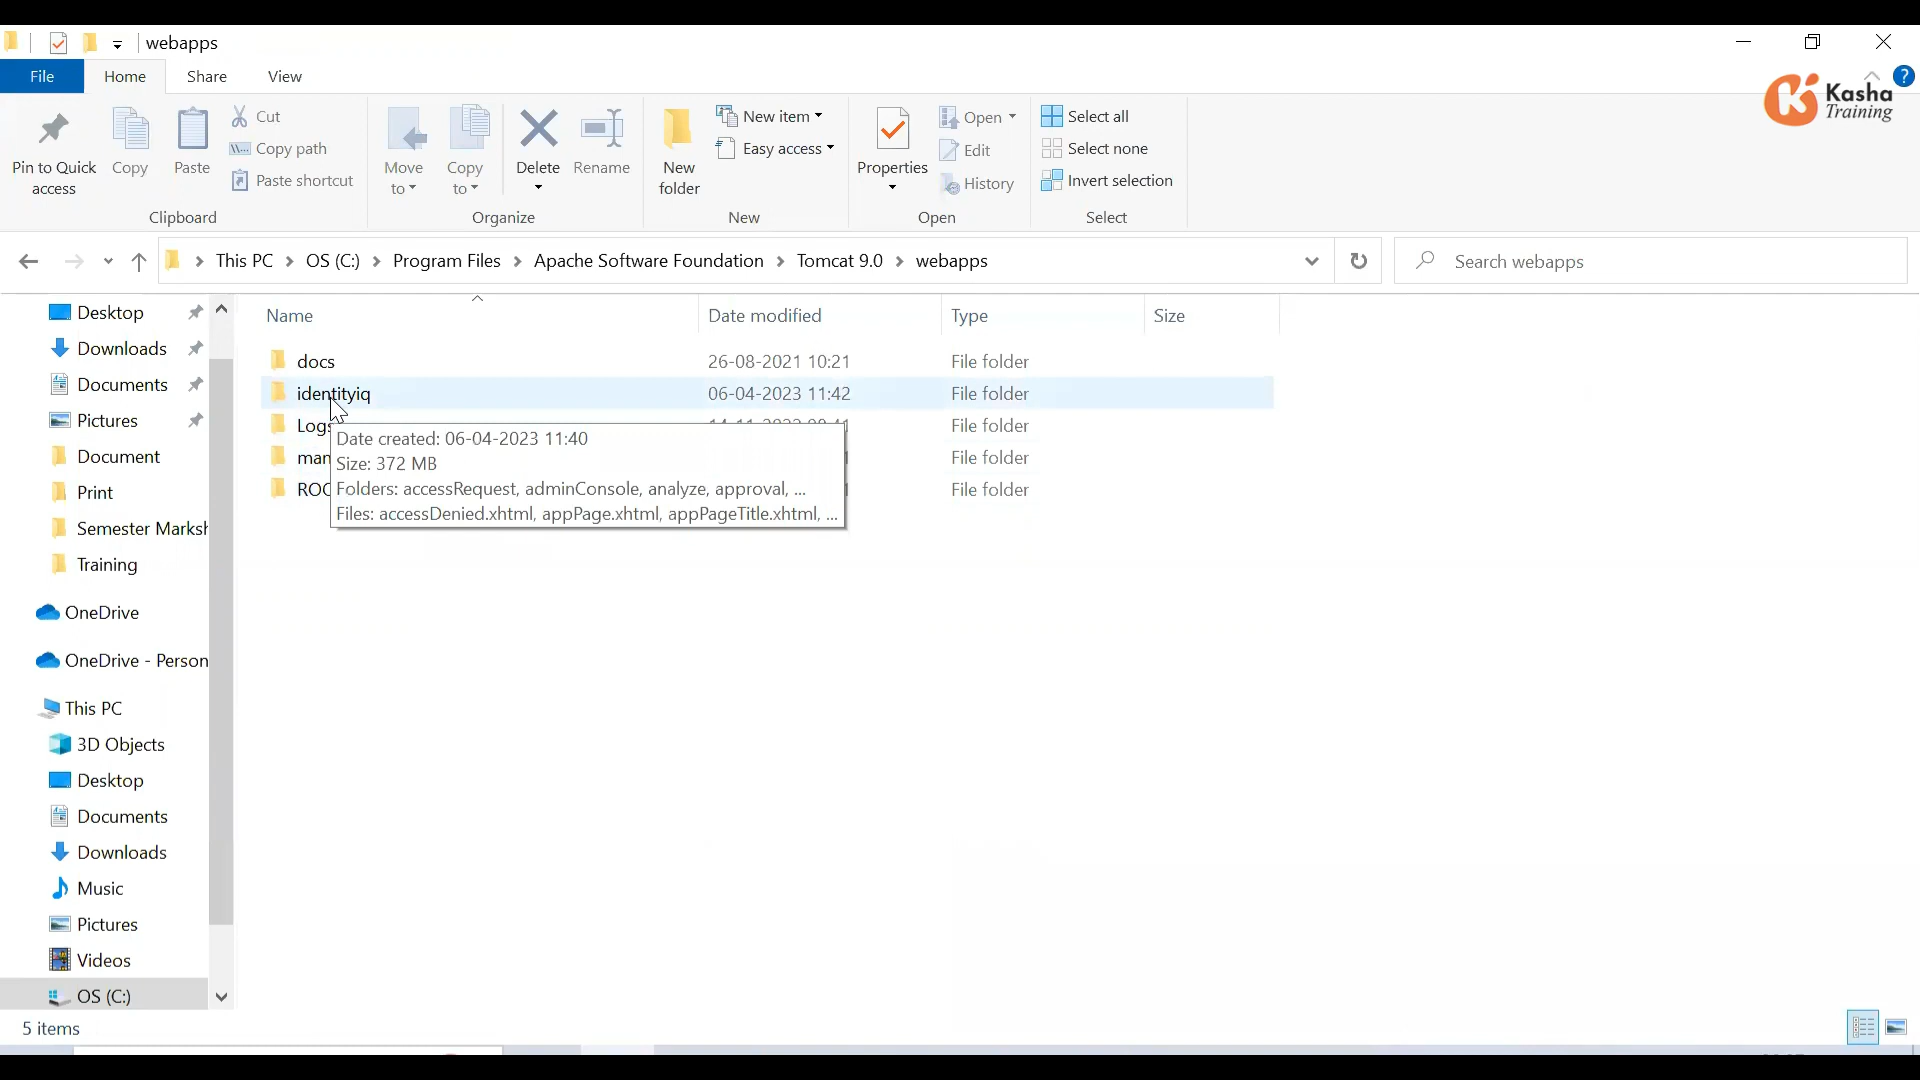 webapps
File
Home
Share
View
Kasha
Training
Pin to Quick
access
Copy
Paste
Cut
Copy path
Paste shortcut
Clipboard
Move
to
Copy
to
Delete
Rename
Organize
New
folder
New item
Easy access
New
Properties
Open
Edit
History
Open
Select all
Select none
Invert selection
Select
This PC > OS (C:) > Program Files > Apache Software Foundation > Tomcat 9.0 > webapps
Search webapps
Desktop
Downloads
Documents
Pictures
Document
Print
Semester Marksh
Training
OneDrive
OneDrive - Person
This PC
3D Objects
Desktop
Documents
Downloads
Music
Pictures
Videos
OS (C:)
Name Date modified Type Size
docs 26-08-2021 10:21 File folder
identityiq 06-04-2023 11:42 File folder
Logs File folder
man File folder
ROO File folder
Date created: 06-04-2023 11:40
Size: 372 MB
Folders: accessRequest, adminConsole, analyze, approval, ...
Files: accessDenied.xhtml, appPage.xhtml, appPageTitle.xhtml, ...
5 items